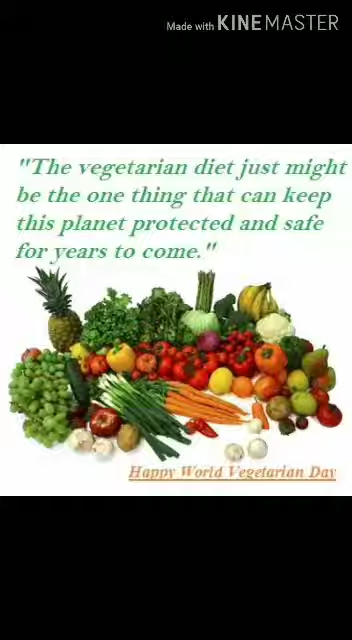 Made with KINEMASTER
"The vegetarian diet just might
be the one thing that can keep
this planet protected and safe
for years to come."
Happy World Vegetarian Day